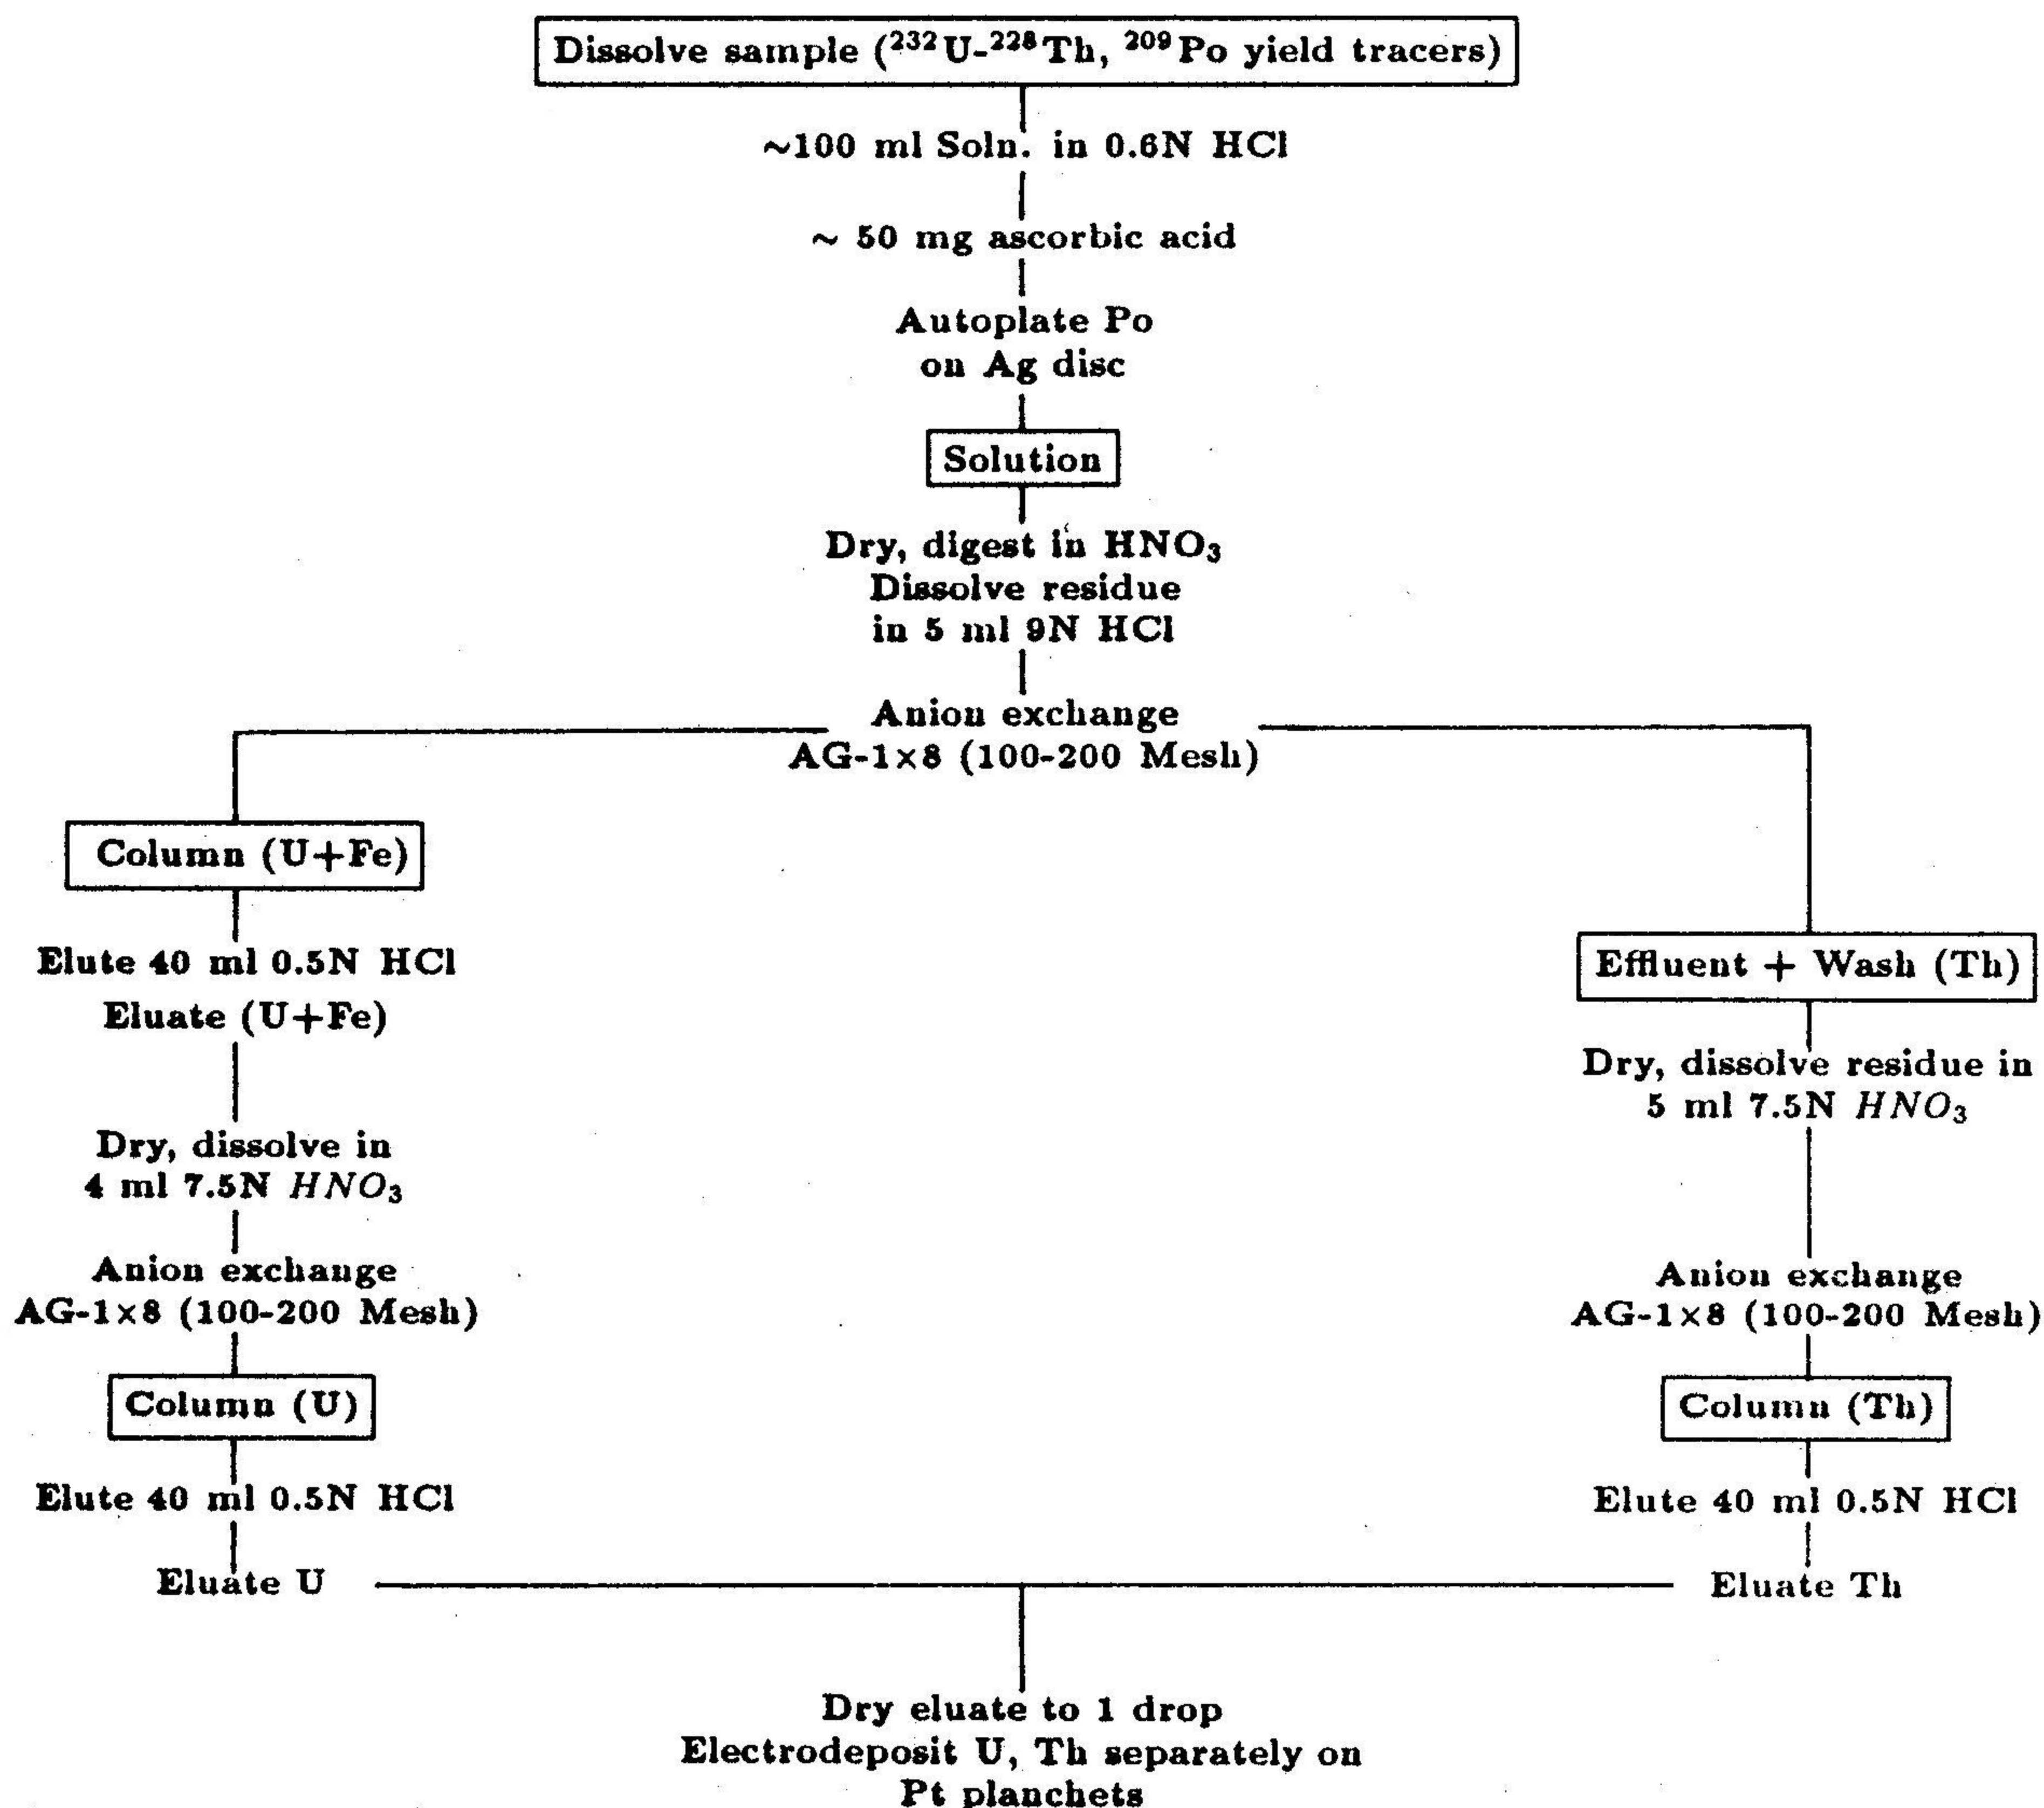 Dissolve sample (²³²U-²²⁸Th, ²⁰⁹Po yield tracers)
~100 ml Soln. in 0.6N HCl
~ 50 mg ascorbic acid
Autoplate Po
on Ag disc
Solution
Dry, digest in HNO₃
Dissolve residue
in 5 ml 9N HCl
Anion exchange
AG-1×8 (100-200 Mesh)
Column (U+Fe)
Elute 40 ml 0.5N HCl
Eluate (U+Fe)
Dry, dissolve in
4 ml 7.5N HNO₃
Anion exchange
AG-1×8 (100-200 Mesh)
Column (U)
Elute 40 ml 0.5N HCl
Eluate U
Effluent + Wash (Th)
Dry, dissolve residue in
5 ml 7.5N HNO₃
Anion exchange
AG-1×8 (100-200 Mesh)
Column (Th)
Elute 40 ml 0.5N HCl
Eluate Th
Dry eluate to 1 drop
Electrodeposit U, Th separately on
Pt planchets